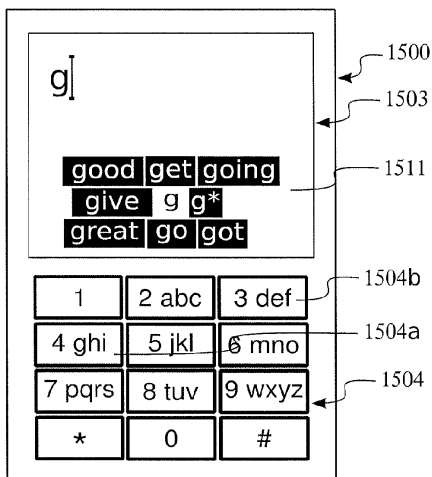 1500
g
1503
good get going
1511
give g g*
great go got
1 2 abc 3 def
1504b
4 ghi 5 jkl 6 mno
1504a
7 pqrs 8 tuv 9 wxyz
1504
* 0 #